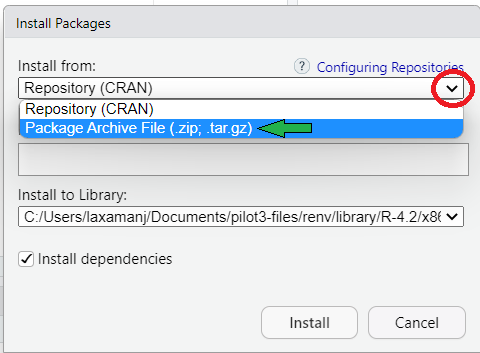 Install Packages
Install from:
? Configuring Repositories
Repository (CRAN)
Repository (CRAN)
Package Archive File (.zip; .tar.gz)
Install to Library:
C:/Users/laxamanj/Documents/pilot3-files/renv/library/R-4.2/x86
Install dependencies
Install Cancel